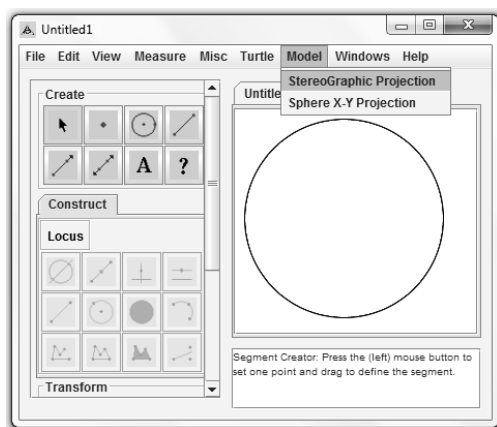 Untitled1
File Edit View Measure Misc Turtle Model Windows Help
StereoGraphic Projection
Sphere X-Y Projection
Create
Untitle
A ?
Construct
Locus
Transform
Segment Creator: Press the (left) mouse button to
set one point and drag to define the segment.